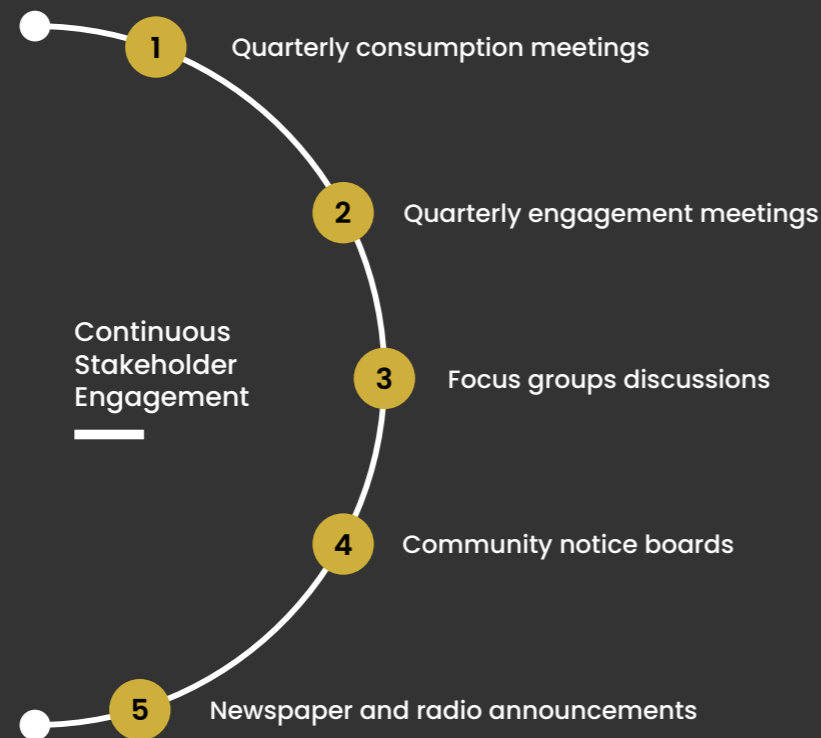 1
Quarterly consumption meetings
2
Quarterly engagement meetings
Continuous
Stakeholder
Engagement
3
Focus groups discussions
4
Community notice boards
5
Newspaper and radio announcements